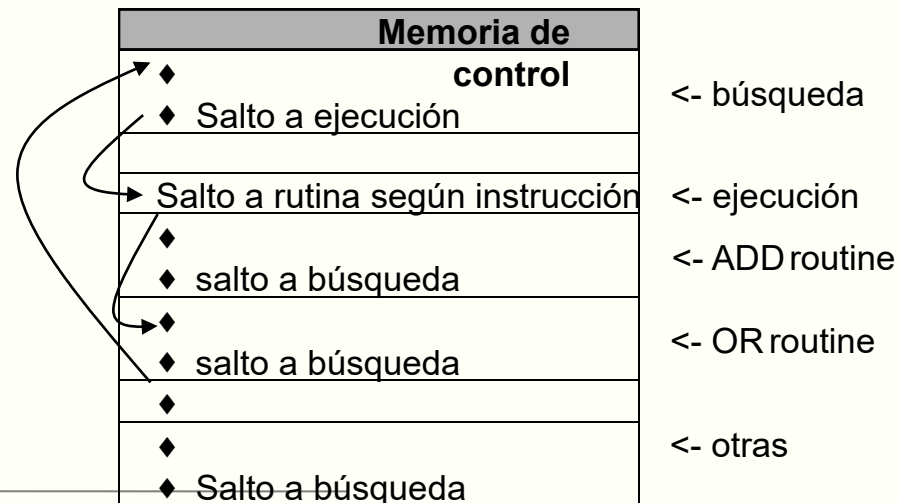 Memoria de
♦ control
♦ Salto a ejecución
<- búsqueda
Salto a rutina según instrucción
<- ejecución
♦
♦ salto a búsqueda
<- ADD routine
♦
♦ salto a búsqueda
<- OR routine
♦
♦
♦ Salto a búsqueda
<- otras